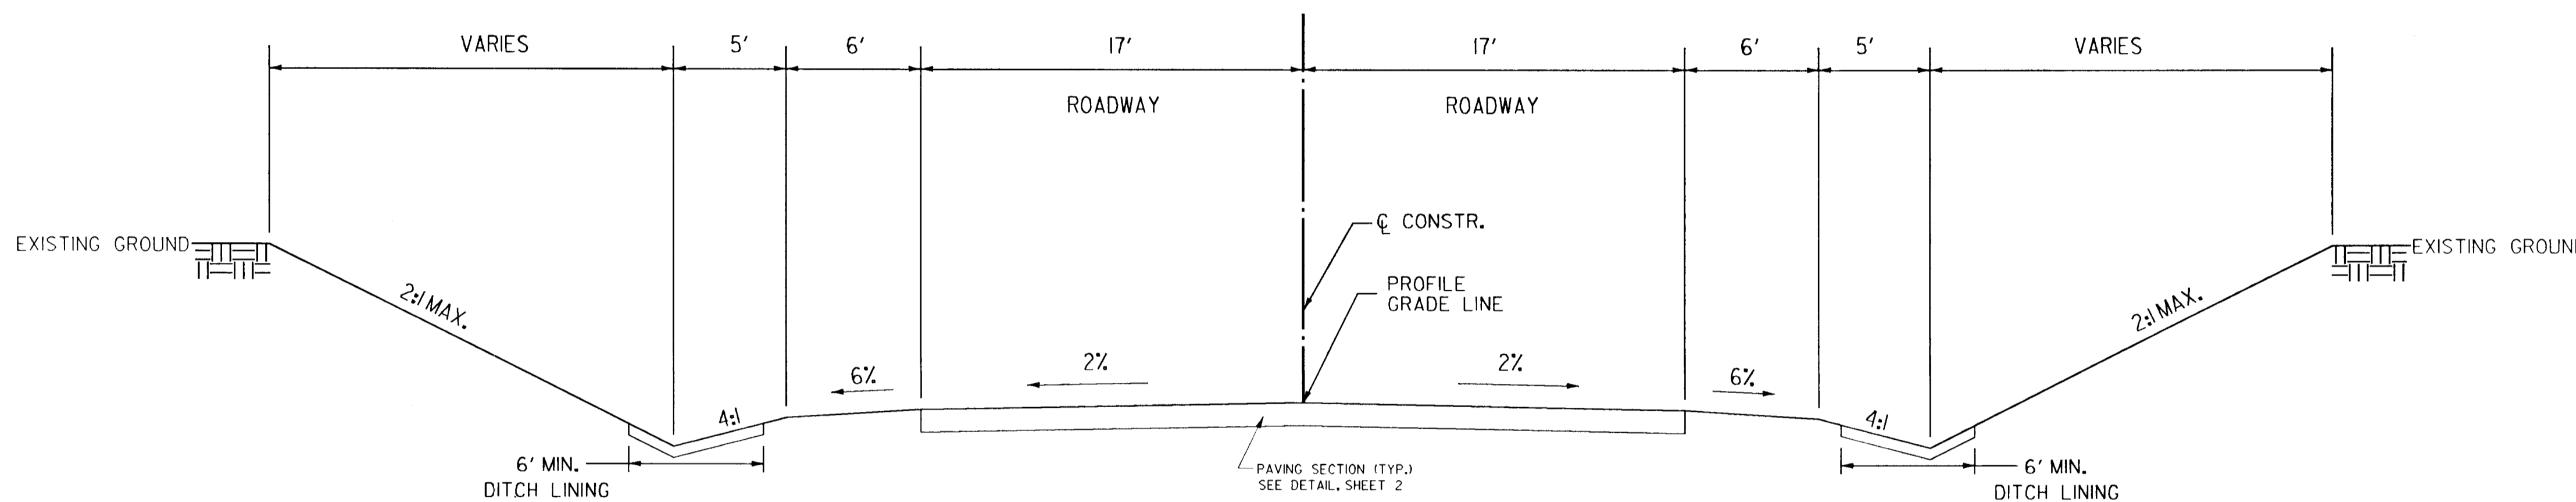 VARIES 5' 6' 17' 17' 6' 5' VARIES
ROADWAY ROADWAY
EXISTING GROUND
℄ CONSTR.
EXISTING GROUN
PROFILE
GRADE LINE
2:1 MAX.
2:1 MAX.
6% 2% 2% 6%
4:1
4:1
6' MIN.
DITCH LINING
PAVING SECTION (TYP.)
SEE DETAIL, SHEET 2
6' MIN.
DITCH LINING